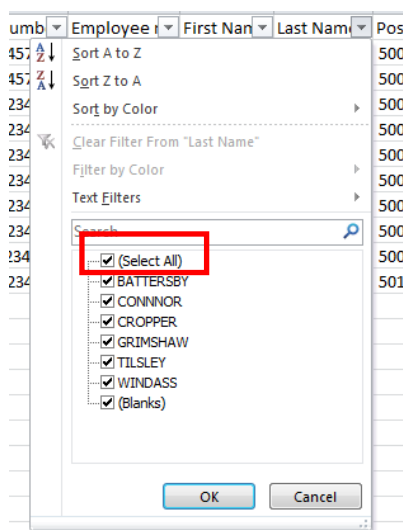 umb Employee r First Nan Last Name Pos
457 Sort A to Z 500
457 Sort Z to A 500
234 Sort by Color 500
234 500
234 Clear Filter From "Last Name" 500
234 Filter by Color 500
234 Text Filters 500
234 Search 500
234 (Select All) 500
234 BATTERSBY 501
CONNNOR
CROPPER
GRIMSHAW
TILSLEY
WINDASS
(Blanks)
OK Cancel